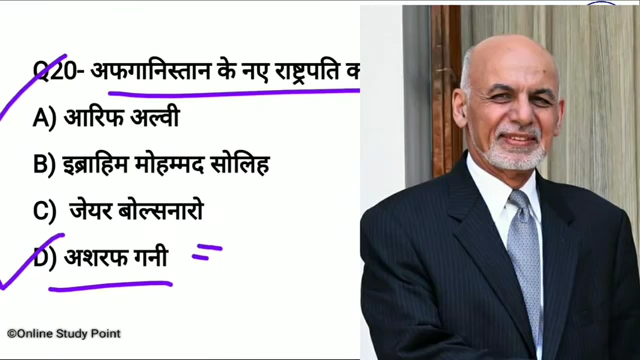 Q20- अफगानिस्तान के नए राष्ट्रपति
A) आरिफ अल्वी
B) इब्राहिम मोहम्मद सोलिह
C) जेयर बोल्सनारो
D) अशरफ गनी
©Online Study Point